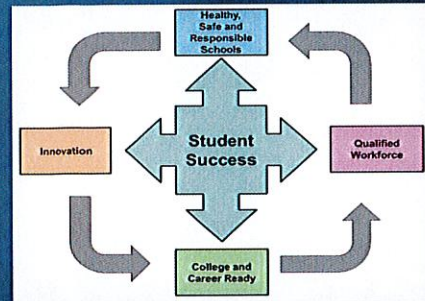 Healthy,
Safe and
Responsible
Schools
Innovation
Student
Success
Qualified
Workforce
College and
Career Ready